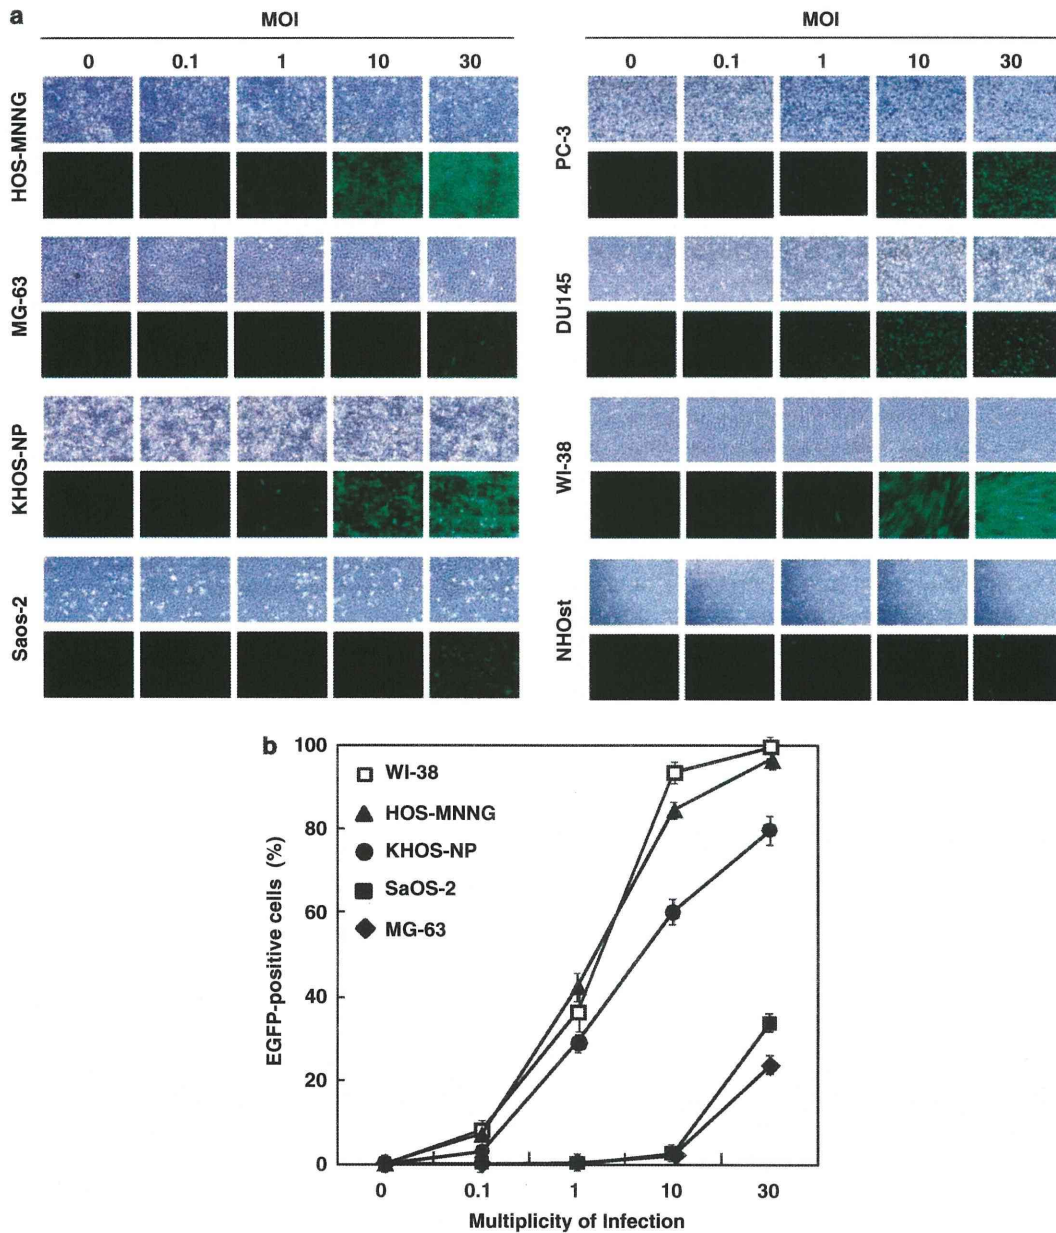 a
MOI
0 0.1 1 10 30
HOS-MNNG
MG-63
KHOS-NP
Saos-2
MOI
0 0.1 1 10 30
PC-3
DU145
WI-38
NHOst
b
EGFP-positive cells (%)
100
80
60
40
20
0
WI-38
HOS-MNNG
KHOS-NP
SaOS-2
MG-63
0 0.1 1 10 30
Multiplicity of Infection